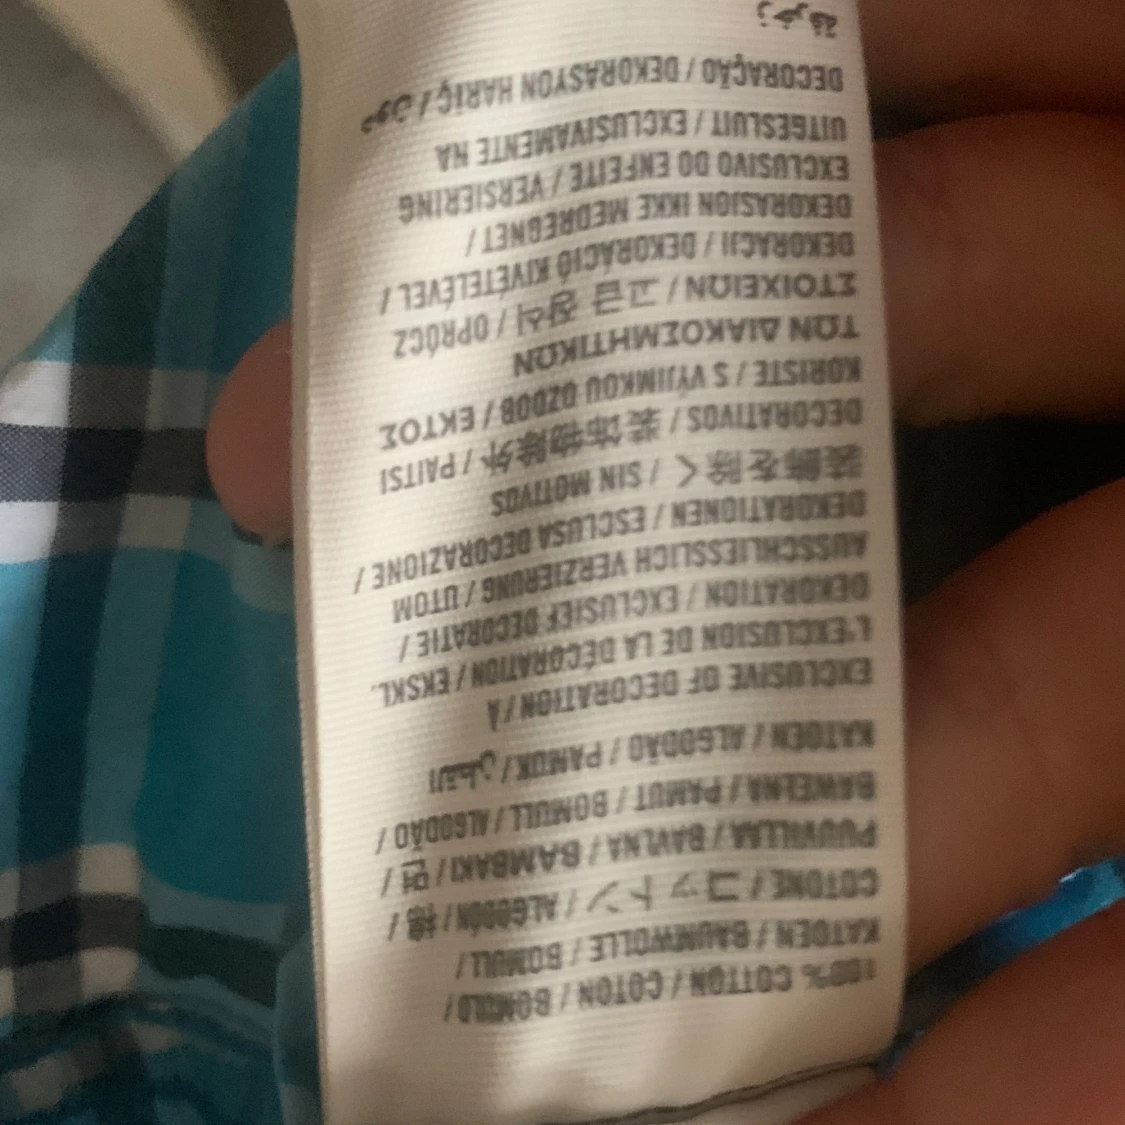 100% COTTON / COTON / BOMULD /
KATOEN / BAUMWOLLE / BOMULL /
COTONE / コットン / ALGODÓN / 棉 /
PUUVILLAA / BAVLNA / BAMBAKI / 면 /
BAWEŁNA / PAMUT / BOMULL / ALGODÃO /
KATOEN / ALGODÃO / PAMUK / القطن
EXCLUSIVE OF DECORATION / À
L'EXCLUSION DE LA DÉCORATION / EKSKL.
DEKORATION / EXCLUSIEF DECORATIE /
AUSSCHLIESSLICH VERZIERUNG / UTOM
DEKORATIONEN / ESCLUSA DECORAZIONE /
装飾を除く / SIN MOTIVOS
DECORATIVOS / 装饰物除外 / PAITSI
KORISTE / S VÝJIMKOU OZDOB / ΕΚΤΟΣ
ΤΩΝ ΔΙΑΚΟΣΜΗΤΙΚΩΝ
ΣΤΟΙΧΕΙΩΝ / 고급 장식 / OPRÓCZ
DEKORACJI / DEKORÁCIÓ KIVÉTELÉVEL /
DEKORASJON IKKE MEDREGNET /
EXCLUSIVO DO ENFEITE / VERSIERING
UITGESLUIT / EXCLUSIVAMENTE NA
DECORAÇÃO / DEKORASYON HARİÇ / دون